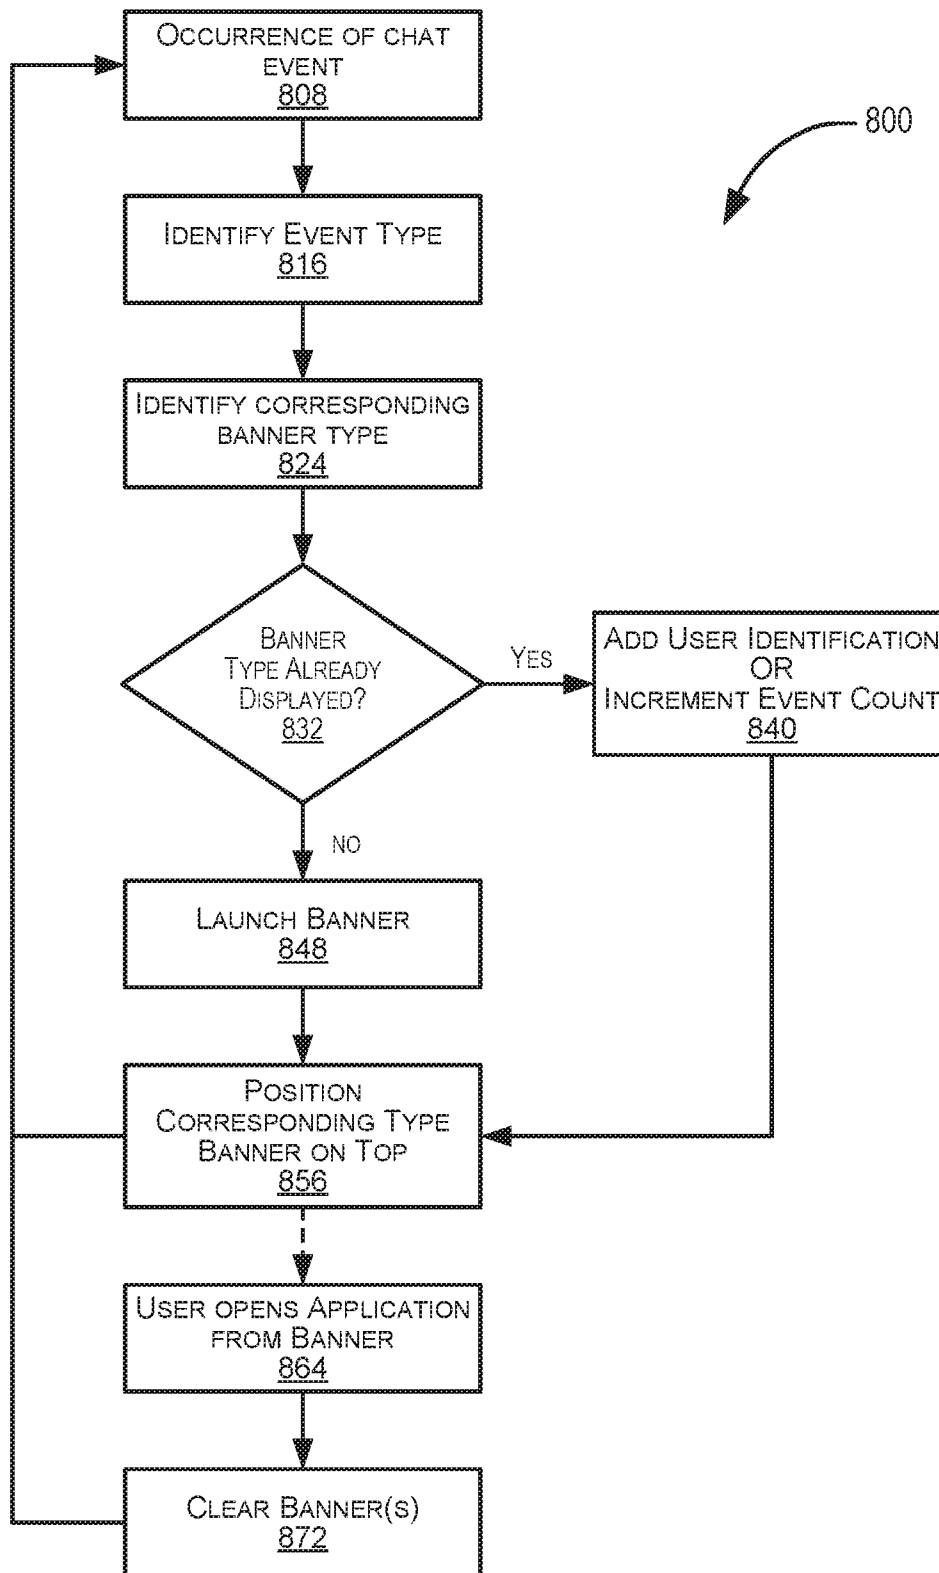 OCCURRENCE OF CHAT
EVENT
808
800
IDENTIFY EVENT TYPE
816
IDENTIFY CORRESPONDING
BANNER TYPE
824
BANNER
TYPE ALREADY
DISPLAYED?
832
YES
ADD USER IDENTIFICATION
OR
INCREMENT EVENT COUNT
840
NO
LAUNCH BANNER
848
POSITION
CORRESPONDING TYPE
BANNER ON TOP
856
USER OPENS APPLICATION
FROM BANNER
864
CLEAR BANNER(S)
872